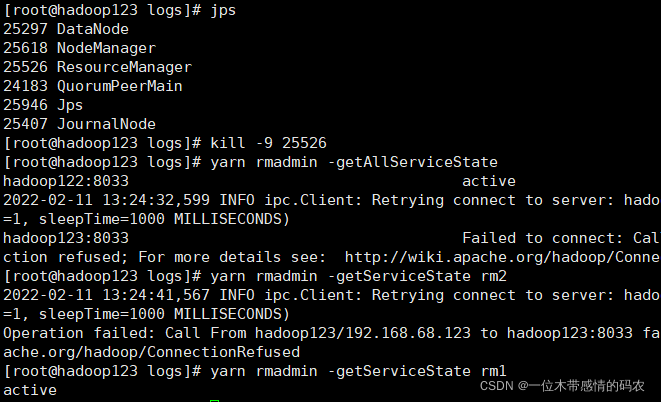 [root@hadoop123 logs]# jps
25297 DataNode
25618 NodeManager
25526 ResourceManager
24183 QuorumPeerMain
25946 Jps
25407 JournalNode
[root@hadoop123 logs]# kill -9 25526
[root@hadoop123 logs]# yarn rmadmin -getAllServiceState
hadoop122:8033 active
2022-02-11 13:24:32,599 INFO ipc.Client: Retrying connect to server: hado
=1, sleepTime=1000 MILLISECONDS)
hadoop123:8033 Failed to connect: Cal
ction refused; For more details see:  http://wiki.apache.org/hadoop/Conne
[root@hadoop123 logs]# yarn rmadmin -getServiceState rm2
2022-02-11 13:24:41,567 INFO ipc.Client: Retrying connect to server: hado
=1, sleepTime=1000 MILLISECONDS)
Operation failed: Call From hadoop123/192.168.68.123 to hadoop123:8033 fa
ache.org/hadoop/ConnectionRefused
[root@hadoop123 logs]# yarn rmadmin -getServiceState rm1
active
CSDN @一位木带感情的码农